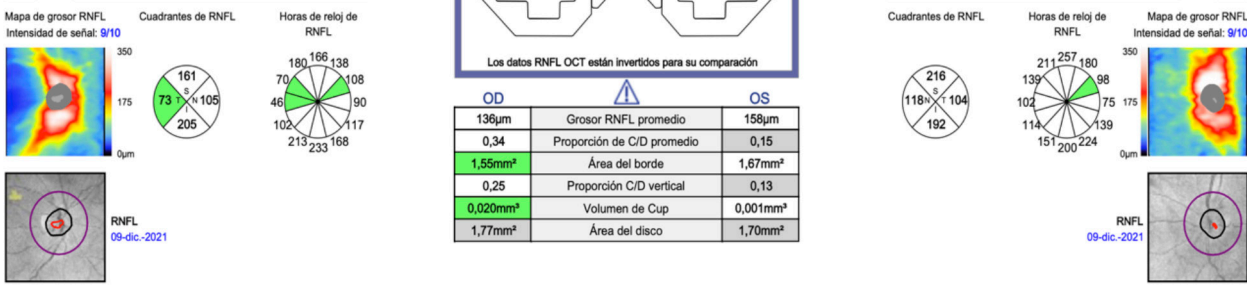 Mapa de grosor RNFL
Intensidad de señal: 9/10
350
175
0µm
Cuadrantes de RNFL
161
S
73 T N 105
I
205
Horas de reloj de
RNFL
180 166 138
70 108
46 90
102 117
213 233 168
RNFL
09-dic.-2021
Los datos RNFL OCT están invertidos para su comparación
OD OS
136µm Grosor RNFL promedio 158µm
0,34 Proporción de C/D promedio 0,15
1,55mm² Área del borde 1,67mm²
0,25 Proporción C/D vertical 0,13
0,020mm³ Volumen de Cup 0,001mm³
1,77mm² Área del disco 1,70mm²
Cuadrantes de RNFL
216
S
118 N T 104
I
192
Horas de reloj de
RNFL
211 257 180
139 98
102 75
114 139
151 200 224
Mapa de grosor RNFL
Intensidad de señal: 9/10
350
175
0µm
RNFL
09-dic.-2021